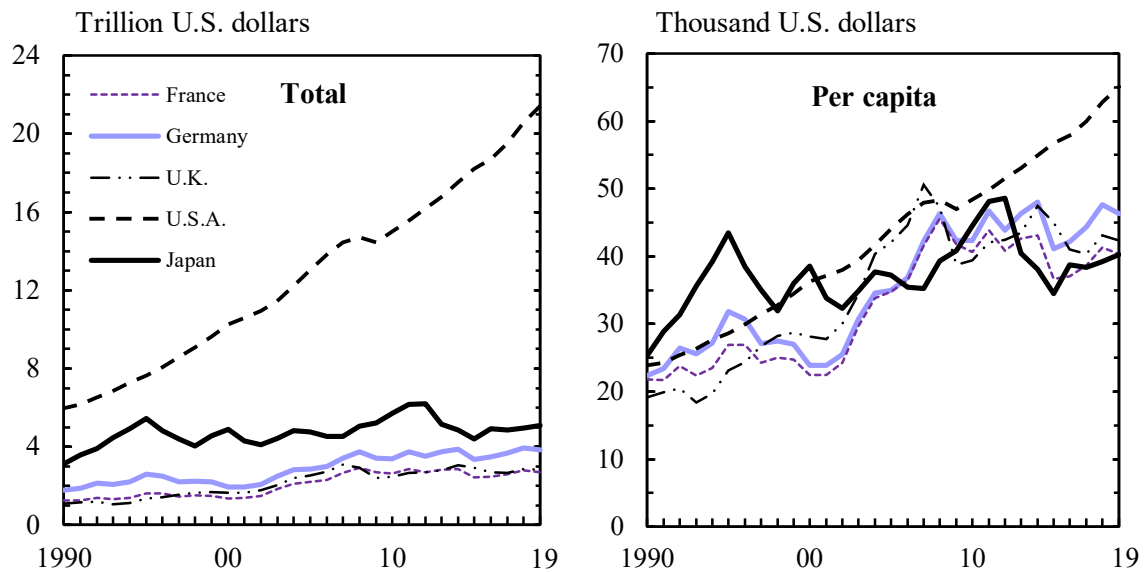 Trillion U.S. dollars
24
20
16
12
8
4
0
1990 00 10 19
Total
France
Germany
U.K.
U.S.A.
Japan
Thousand U.S. dollars
70
60
50
40
30
20
10
0
1990 00 10 19
Per capita